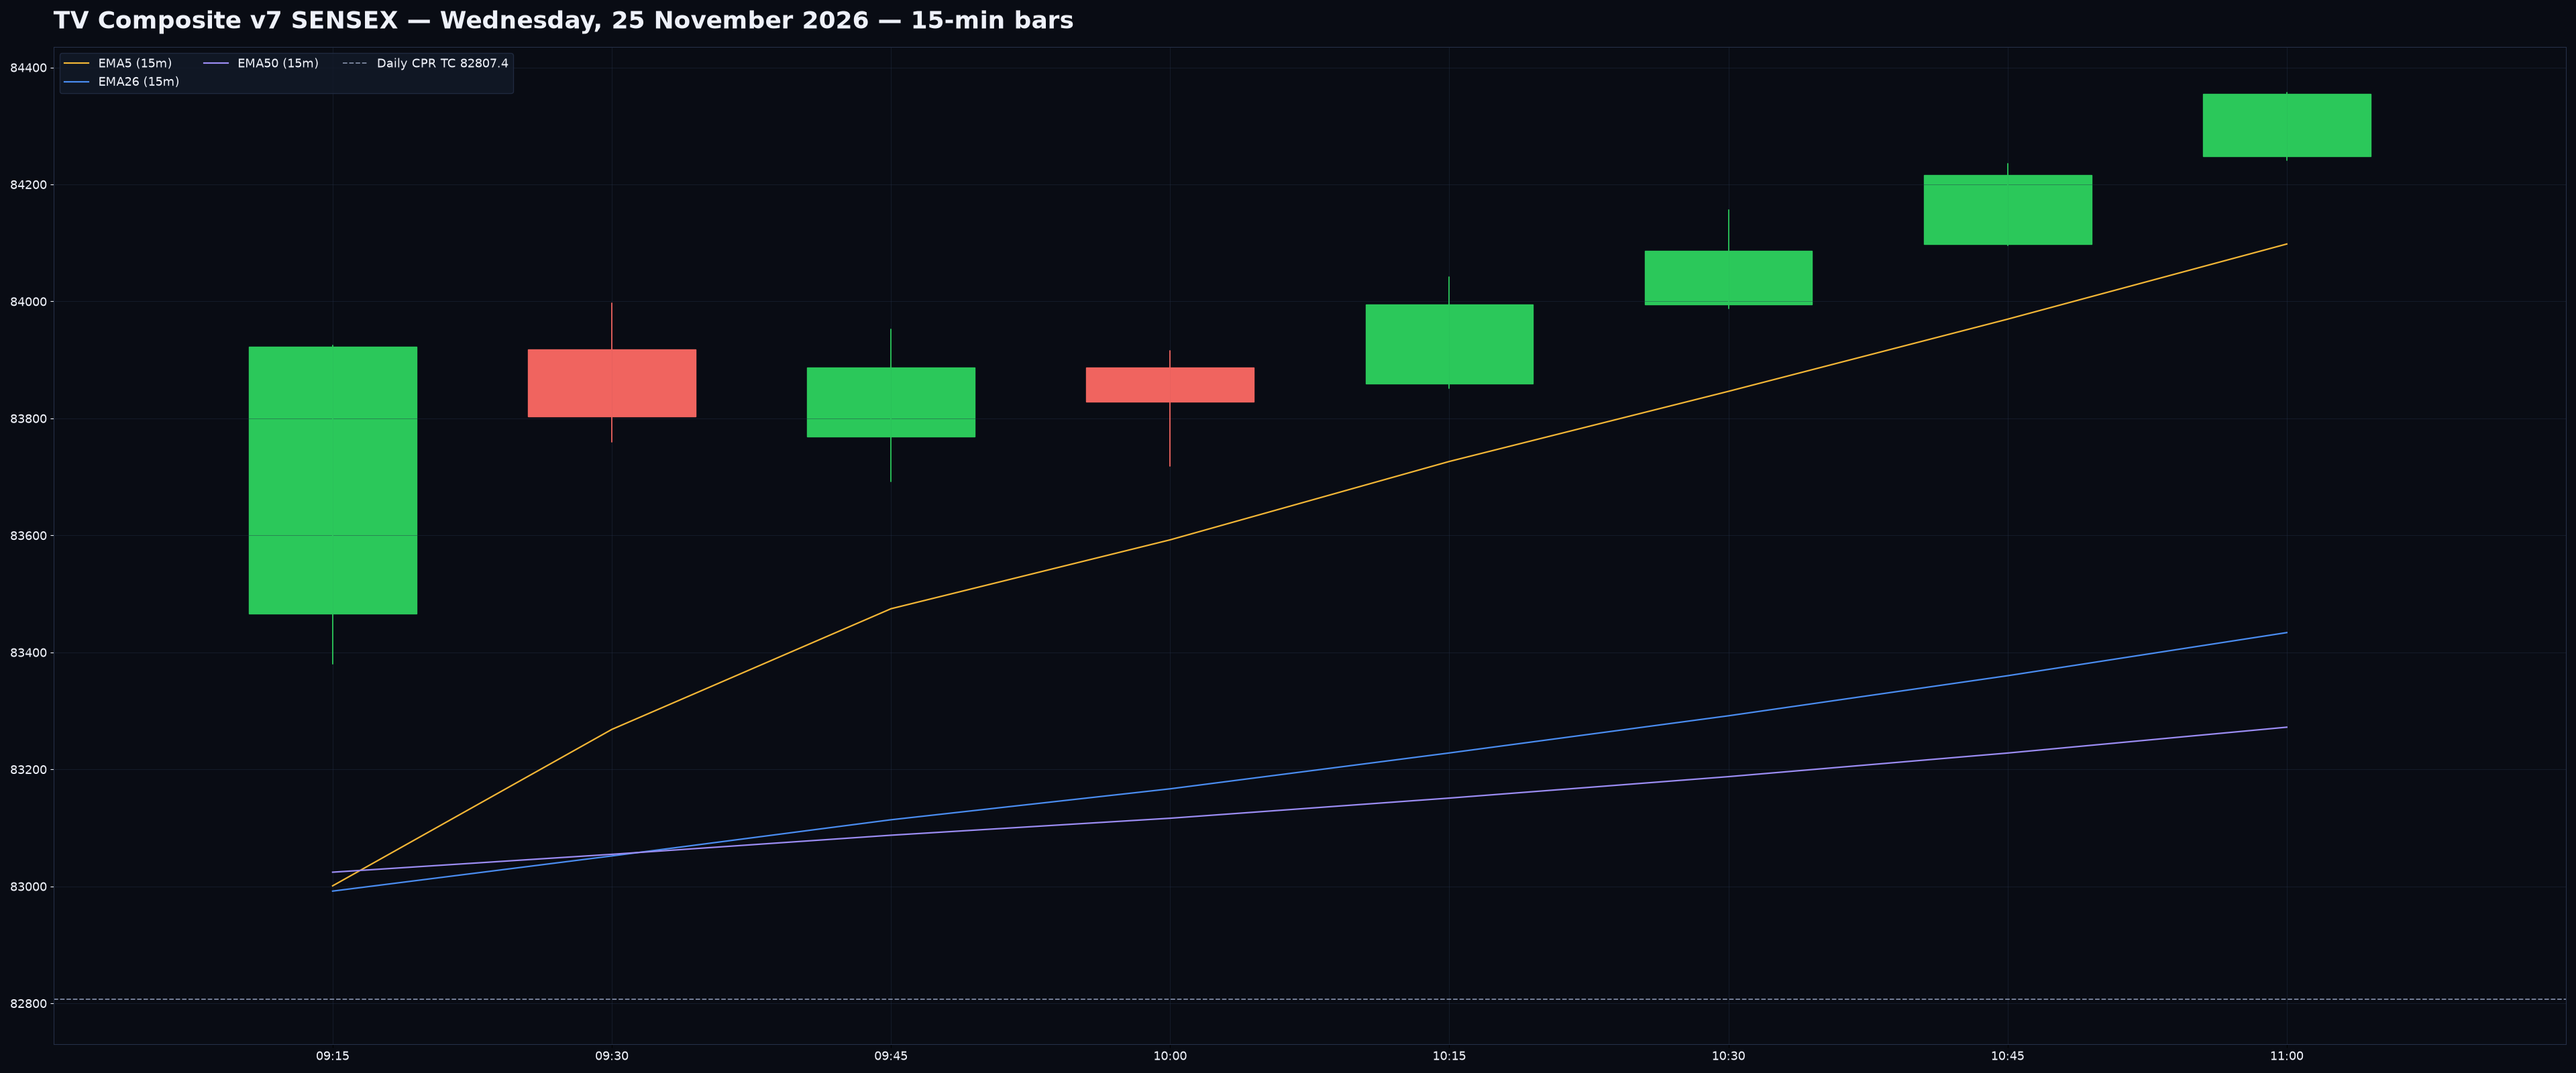 TV Composite v7 SENSEX — Wednesday, 25 November 2026 — 15-min bars
EMA5 (15m) EMA50 (15m) Daily CPR TC 82807.4
EMA26 (15m)
84400
84200
84000
83800
83600
83400
83200
83000
82800
09:15 09:30 09:45 10:00 10:15 10:30 10:45 11:00